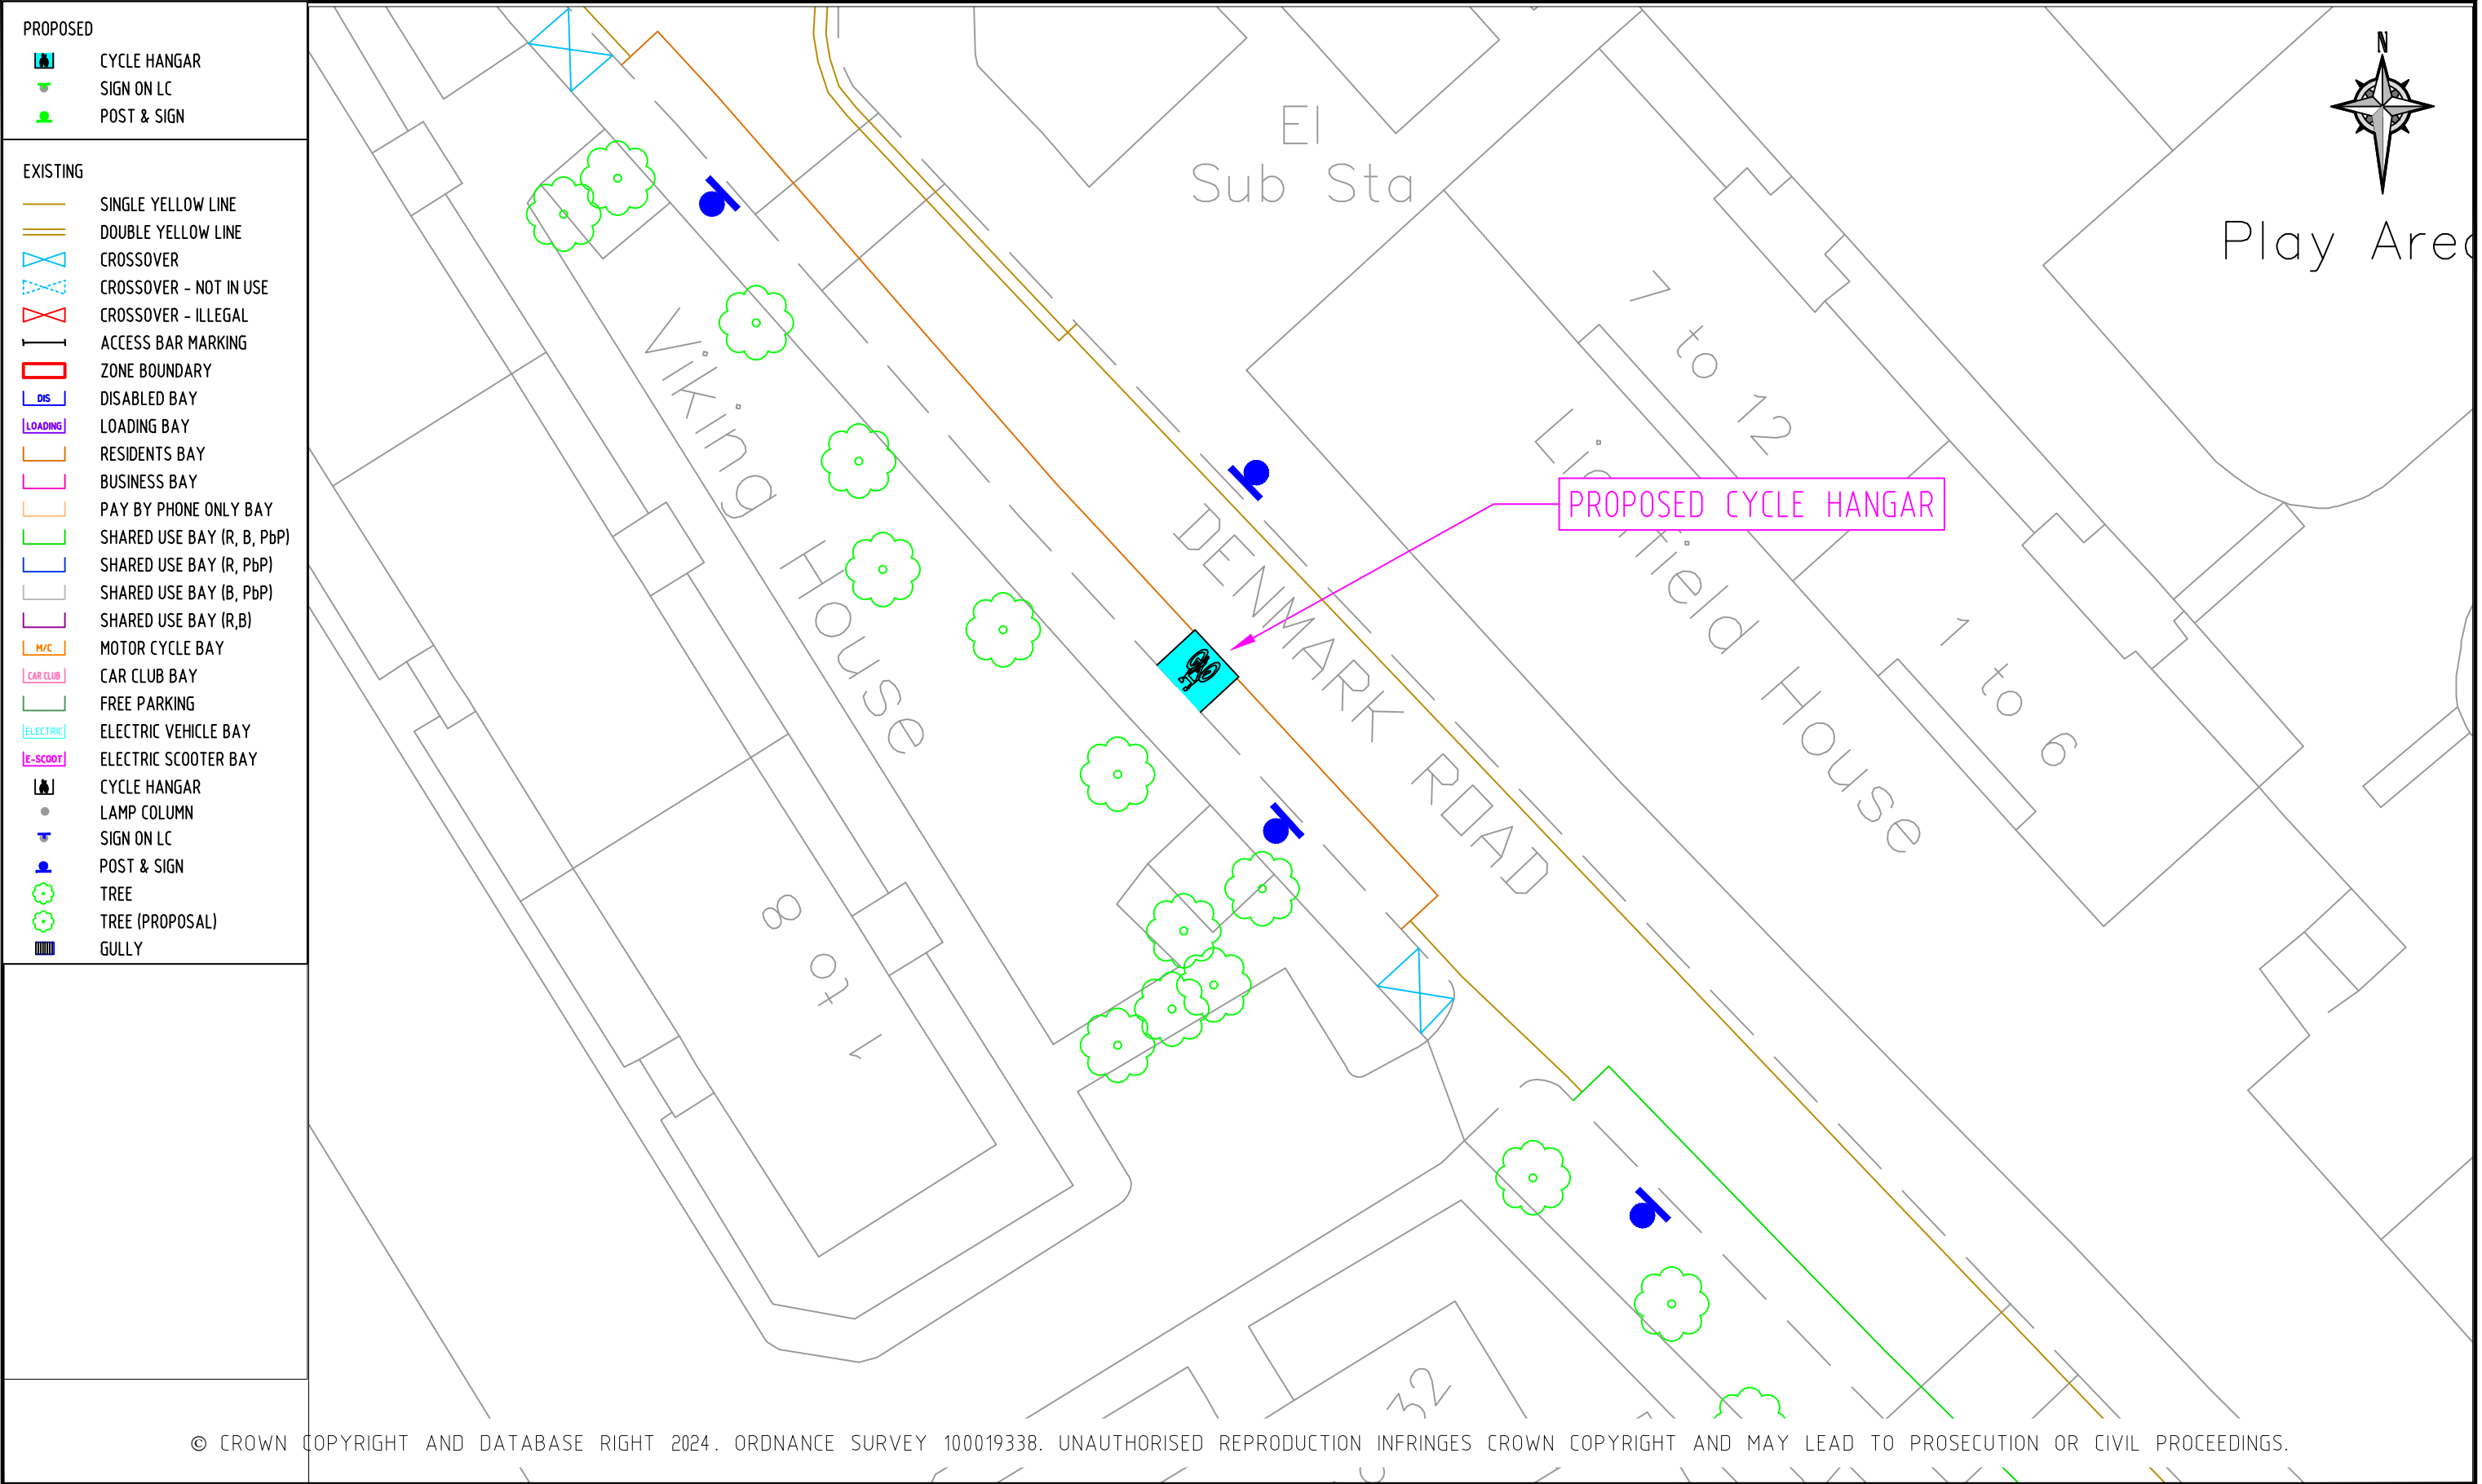 PROPOSED
CYCLE HANGAR
SIGN ON LC
POST & SIGN
EXISTING
SINGLE YELLOW LINE
DOUBLE YELLOW LINE
CROSSOVER
CROSSOVER - NOT IN USE
CROSSOVER - ILLEGAL
ACCESS BAR MARKING
ZONE BOUNDARY
DIS DISABLED BAY
LOADING LOADING BAY
RESIDENTS BAY
BUSINESS BAY
PAY BY PHONE ONLY BAY
SHARED USE BAY (R, B, PbP)
SHARED USE BAY (R, PbP)
SHARED USE BAY (B, PbP)
SHARED USE BAY (R,B)
M/C MOTOR CYCLE BAY
CAR CLUB CAR CLUB BAY
FREE PARKING
ELECTRIC ELECTRIC VEHICLE BAY
E-SCOOT ELECTRIC SCOOTER BAY
CYCLE HANGAR
LAMP COLUMN
SIGN ON LC
POST & SIGN
TREE
TREE (PROPOSAL)
GULLY
N
El
Sub Sta
Play Area
7 to 12
Viking House
PROPOSED CYCLE HANGAR
DENMARK ROAD
Linfield House
1 to 6
1 to 8
32
© CROWN COPYRIGHT AND DATABASE RIGHT 2024. ORDNANCE SURVEY 100019338. UNAUTHORISED REPRODUCTION INFRINGES CROWN COPYRIGHT AND MAY LEAD TO PROSECUTION OR CIVIL PROCEEDINGS.